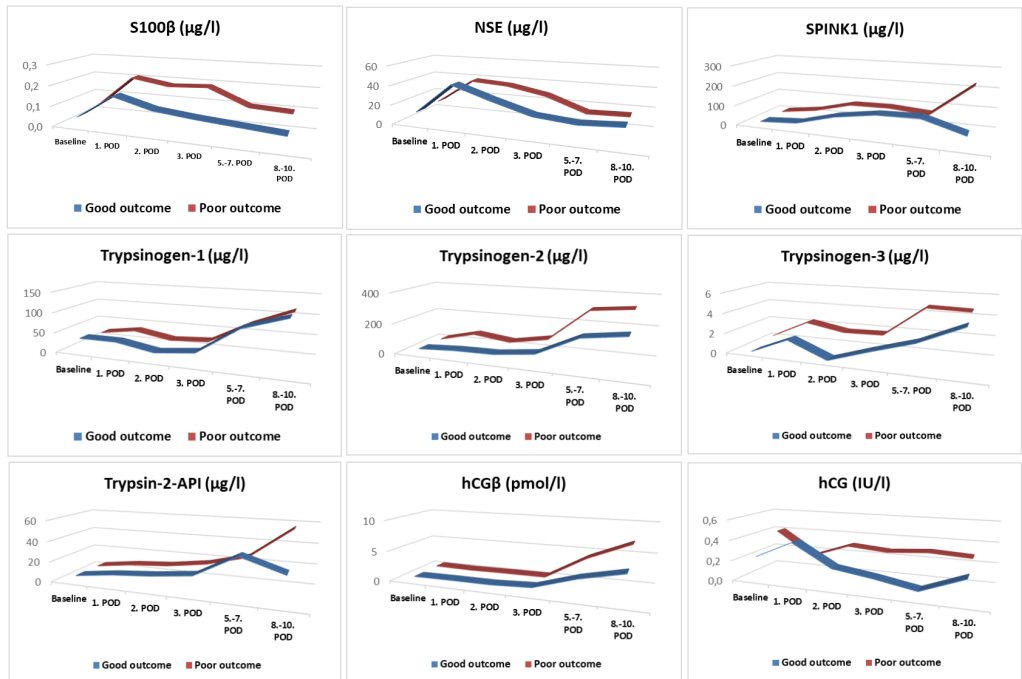 S100β (µg/l)
0,3
0,2
0,1
0,0
Baseline
1. POD
2. POD
3. POD
5.-7. POD
8.-10.
POD
Good outcome Poor outcome
NSE (µg/l)
60
40
20
0
Baseline
1. POD
2. POD
3. POD
5.-7.
POD
8.-10.
POD
Good outcome Poor outcome
SPINK1 (µg/l)
300
200
100
0
Baseline
1. POD
2. POD
3. POD
5.-7.
POD
8.-10.
POD
Good outcome Poor outcome
Trypsinogen-1 (µg/l)
150
100
50
0
Baseline
1. POD
2. POD
3. POD
5.-7.
POD
8.-10.
POD
Good outcome Poor outcome
Trypsinogen-2 (µg/l)
400
200
0
Baseline
1. POD
2. POD
3. POD
5.-7.
POD
8.-10.
POD
Good outcome Poor outcome
Trypsinogen-3 (µg/l)
6
4
2
0
Baseline
1. POD
2. POD
3. POD
5.-7. POD
8.-10.
POD
Good outcome Poor outcome
Trypsin-2-API (µg/l)
60
40
20
0
Baseline
1. POD
2. POD
3. POD
5.-7.
POD
8.-10.
POD
Good outcome Poor outcome
hCGβ (pmol/l)
10
5
0
Baseline
1. POD
2. POD
3. POD
5.-7.
POD
8.-10.
POD
Good outcome Poor outcome
hCG (IU/l)
0,6
0,4
0,2
0,0
Baseline
1. POD
2. POD
3. POD
5.-7.
POD
8.-10.
POD
Good outcome Poor outcome